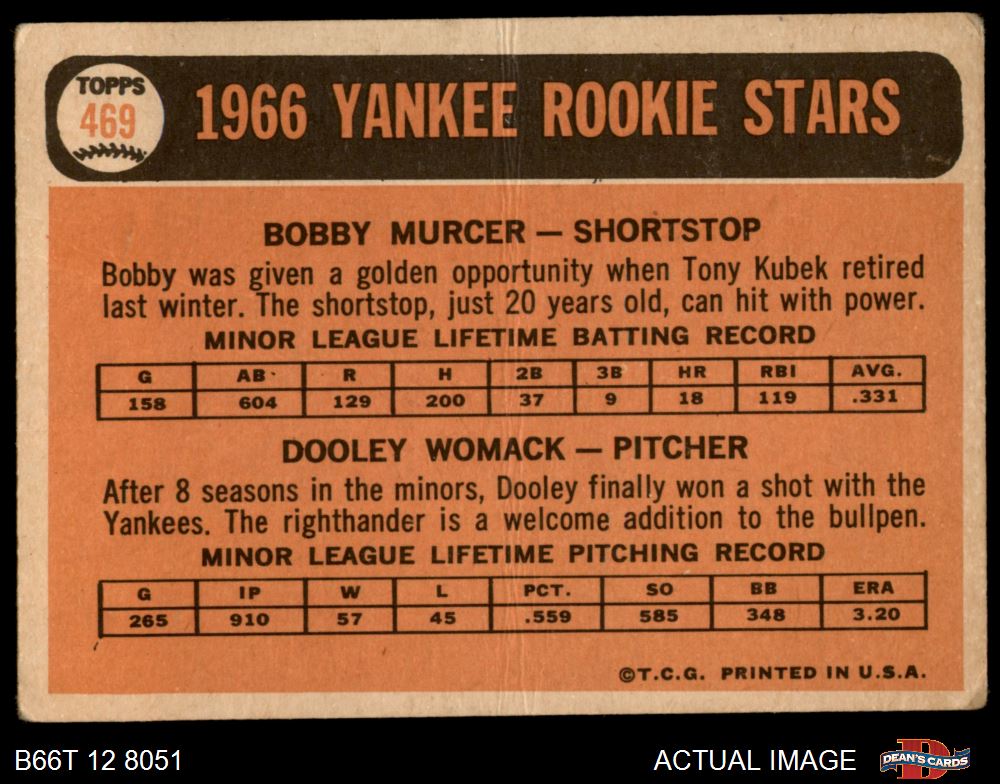 TOPPS
469
1966 YANKEE ROOKIE STARS
BOBBY MURCER — SHORTSTOP
Bobby was given a golden opportunity when Tony Kubek retired
last winter. The shortstop, just 20 years old, can hit with power.
MINOR LEAGUE LIFETIME BATTING RECORD
G AB R H 2B 3B HR RBI AVG.
158 604 129 200 37 9 18 119 .331
DOOLEY WOMACK — PITCHER
After 8 seasons in the minors, Dooley finally won a shot with the
Yankees. The righthander is a welcome addition to the bullpen.
MINOR LEAGUE LIFETIME PITCHING RECORD
G IP W L PCT. SO BB ERA
265 910 57 45 .559 585 348 3.20
©T.C.G. PRINTED IN U.S.A.
B66T 12 8051 ACTUAL IMAGE D DEAN'S CARDS